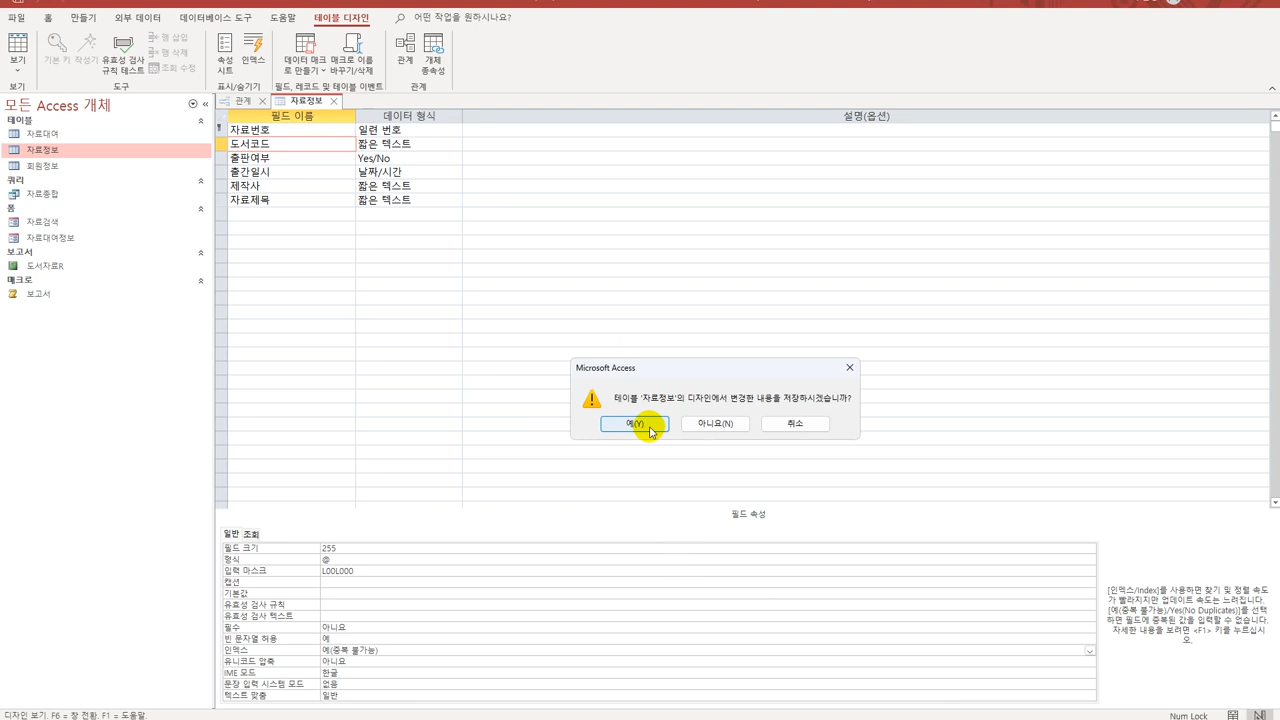 파일 홈 만들기 외부 데이터 데이터베이스 도구 도움말 테이블 디자인 어떤 작업을 원하시나요?
보기
기본 키
작성기
유효성 검사
규칙 테스트
행 삽입
행 삭제
조회 수정
속성
시트
인덱스
데이터 매크
로 만들기
매크로 이름
바꾸기/삭제
관계
개체
종속성
보기 도구 표시/숨기기 필드, 레코드 및 테이블 이벤트 관계
모든 Access 개체
테이블
자료대여
자료정보
회원정보
쿼리
자료종합
폼
자료검색
자료대여정보
보고서
도서자료R
매크로
보고서
관계 자료정보
필드 이름 데이터 형식 설명(옵션)
자료번호 일련 번호
도서코드 짧은 텍스트
출판여부 Yes/No
출간일시 날짜/시간
제작사 짧은 텍스트
자료제목 짧은 텍스트
Microsoft Access
테이블 '자료정보'의 디자인에서 변경한 내용을 저장하시겠습니까?
예(Y) 아니요(N) 취소
필드 속성
일반 조회
필드 크기 255
형식 @
입력 마스크 L00L000
캡션
기본값
유효성 검사 규칙
유효성 검사 텍스트
필수 아니요
빈 문자열 허용 예
인덱스 예(중복 불가능)
유니코드 압축 아니요
IME 모드 한글
문장 입력 시스템 모드 없음
텍스트 맞춤 일반
[인덱스/Index]를 사용하면 찾기 및 정렬 속도
가 빨라지지만 업데이트 속도는 느려집니다.
[예(중복 불가능)/Yes(No Duplicates)]를 선택
하면 필드에 중복된 값을 입력할 수 없습니다.
자세한 내용을 보려면 <F1> 키를 누르십시
오.
디자인 보기. F6 = 창 전환. F1 = 도움말.
Num Lock